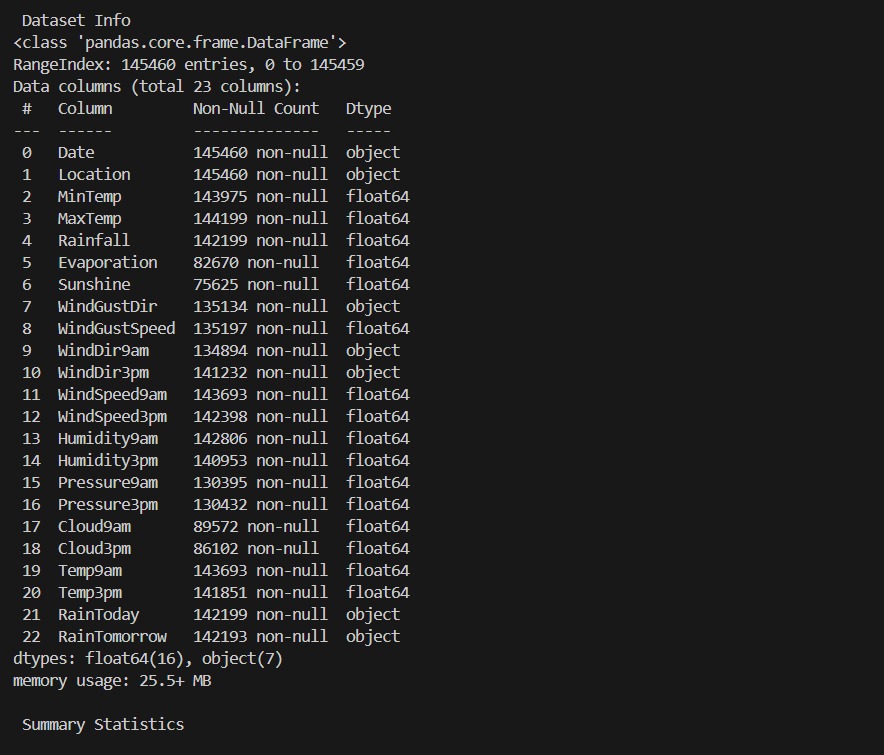 Dataset Info
<class 'pandas.core.frame.DataFrame'>
RangeIndex: 145460 entries, 0 to 145459
Data columns (total 23 columns):
 #   Column         Non-Null Count   Dtype
---  ------         --------------   -----
 0   Date           145460 non-null  object
 1   Location       145460 non-null  object
 2   MinTemp        143975 non-null  float64
 3   MaxTemp        144199 non-null  float64
 4   Rainfall       142199 non-null  float64
 5   Evaporation    82670 non-null   float64
 6   Sunshine       75625 non-null   float64
 7   WindGustDir    135134 non-null  object
 8   WindGustSpeed  135197 non-null  float64
 9   WindDir9am     134894 non-null  object
 10  WindDir3pm     141232 non-null  object
 11  WindSpeed9am   143693 non-null  float64
 12  WindSpeed3pm   142398 non-null  float64
 13  Humidity9am    142806 non-null  float64
 14  Humidity3pm    140953 non-null  float64
 15  Pressure9am    130395 non-null  float64
 16  Pressure3pm    130432 non-null  float64
 17  Cloud9am       89572 non-null   float64
 18  Cloud3pm       86102 non-null   float64
 19  Temp9am        143693 non-null  float64
 20  Temp3pm        141851 non-null  float64
 21  RainToday      142199 non-null  object
 22  RainTomorrow   142193 non-null  object
dtypes: float64(16), object(7)
memory usage: 25.5+ MB
Summary Statistics